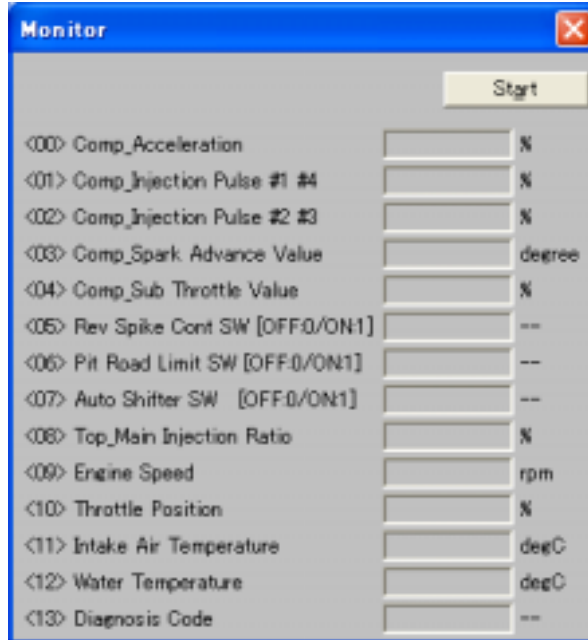 Monitor
Start
<00> Comp_Acceleration %
<01> Comp_Injection Pulse #1 #4 %
<02> Comp_Injection Pulse #2 #3 %
<03> Comp_Spark Advance Value degree
<04> Comp_Sub Throttle Value %
<05> Rev Spike Cont SW [OFF:0/ON:1] --
<06> Pit Road Limit SW [OFF:0/ON:1] --
<07> Auto Shifter SW [OFF:0/ON:1] --
<08> Top_Main Injection Ratio %
<09> Engine Speed rpm
<10> Throttle Position %
<11> Intake Air Temperature degC
<12> Water Temperature degC
<13> Diagnosis Code --